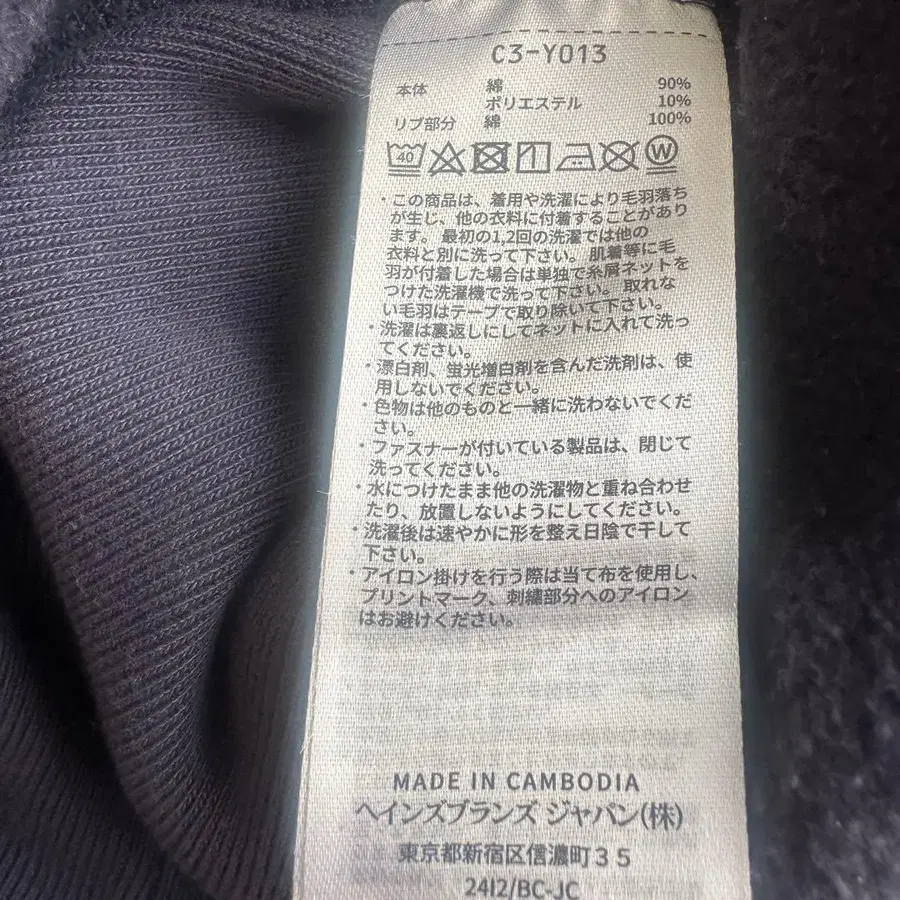 C3-Y013
本体 綿 90%
ポリエステル 10%
リブ部分 綿 100%
40 W
・この商品は、着用や洗濯により毛羽落ち
が生じ、他の衣料に付着することがあり
ます。最初の1,2回の洗濯では他の
衣料と別に洗って下さい。肌着等に毛
羽が付着した場合は単独で糸屑ネットを
つけた洗濯機で洗って下さい。取れな
い毛羽はテープで取り除いて下さい。
・洗濯は裏返しにしてネットに入れて洗っ
てください。
・漂白剤、蛍光増白剤を含んだ洗剤は、使
用しないでください。
・色物は他のものと一緒に洗わないでくだ
さい。
・ファスナーが付いている製品は、閉じて
洗ってください。
・水につけたまま他の洗濯物と重ね合わせ
たり、放置しないようにしてください。
・洗濯後は速やかに形を整え日陰で干して
下さい。
・アイロン掛けを行う際は当て布を使用し、
プリントマーク、刺繍部分へのアイロン
はお避けください。
MADE IN CAMBODIA
ヘインズブランズ ジャパン(株)
東京都新宿区信濃町35
24I2/BC-JC